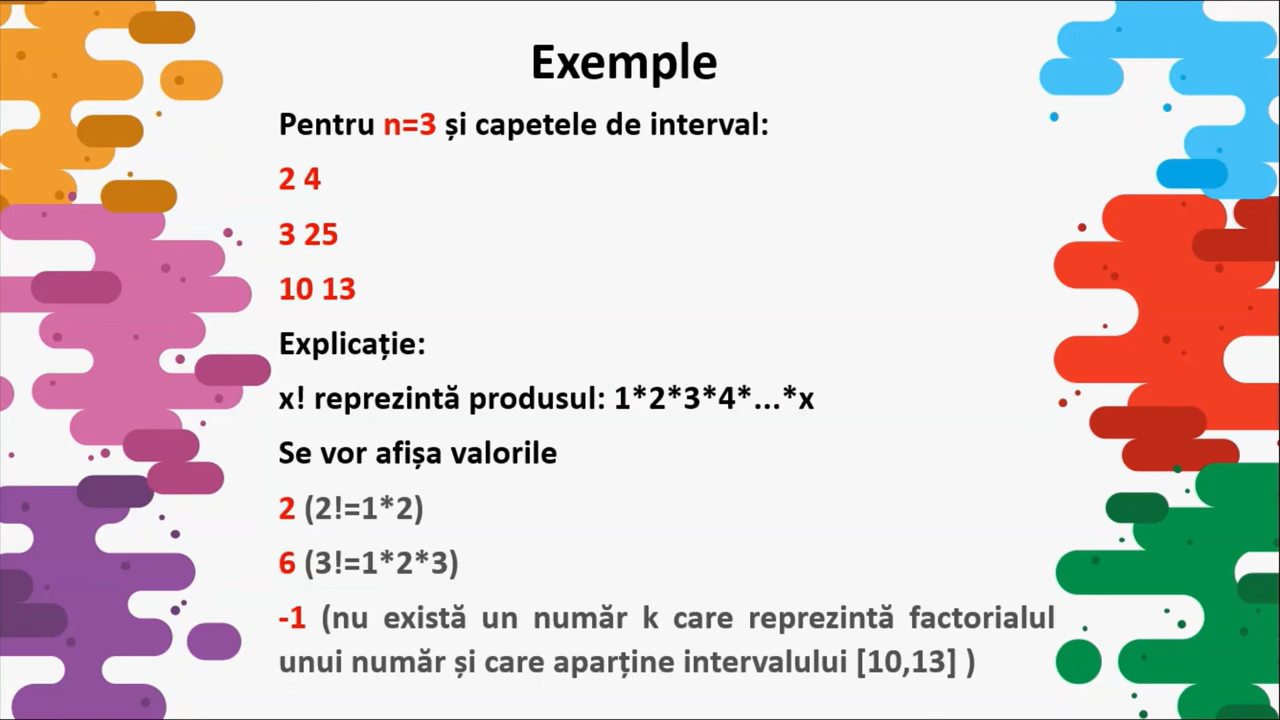 Exemple
Pentru n=3 și capetele de interval:
2 4
3 25
10 13
Explicație:
x! reprezintă produsul: 1*2*3*4*...*x
Se vor afișa valorile
2 (2!=1*2)
6 (3!=1*2*3)
-1 (nu există un număr k care reprezintă factorialul
unui număr și care aparține intervalului [10,13] )